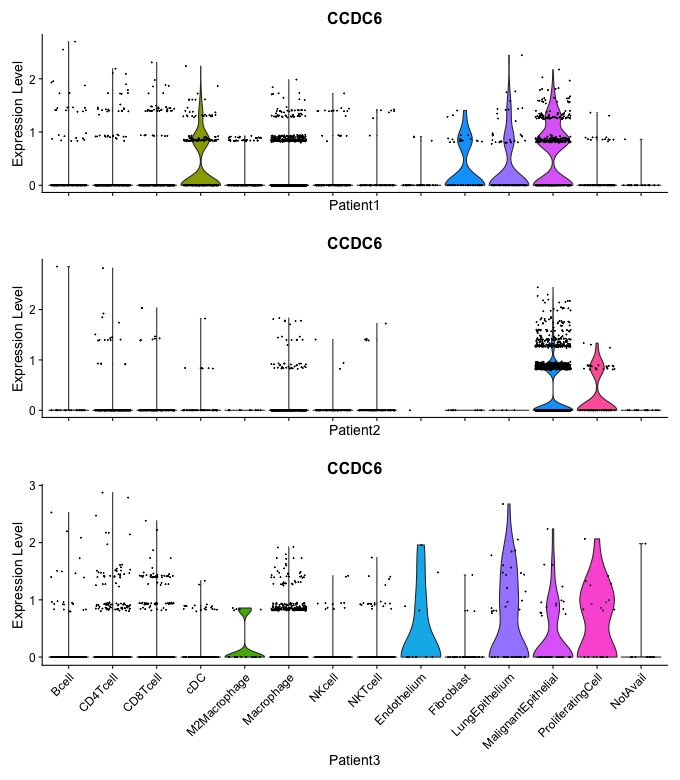 CCDC6
Expression Level
2
1
0
Patient1
CCDC6
Expression Level
2
1
0
Patient2
CCDC6
Expression Level
3
2
1
0
Bcell
CD4Tcell
CD8Tcell
cDC
M2Macrophage
Macrophage
NKcell
NKTcell
Endothelium
Fibroblast
LungEpithelium
MalignantEpithelial
ProliferatingCell
NotAvail
Patient3